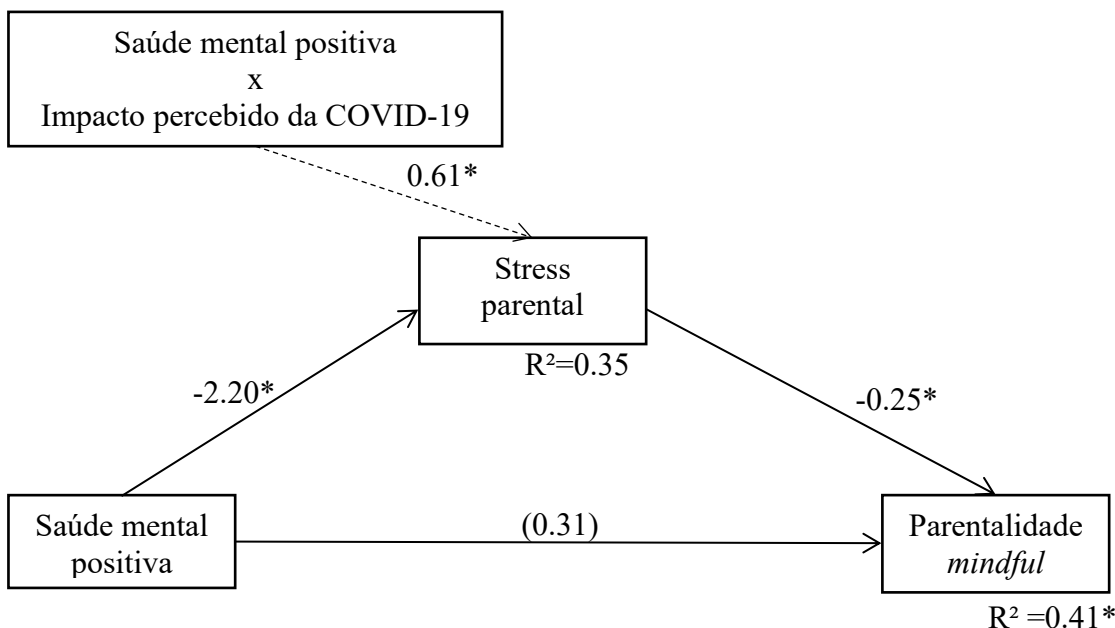 Saúde mental positiva
x
Impacto percebido da COVID-19
0.61*
Stress
parental
R²=0.35
-2.20*
-0.25*
Saúde mental
positiva
(0.31)
Parentalidade
mindful
R² =0.41*